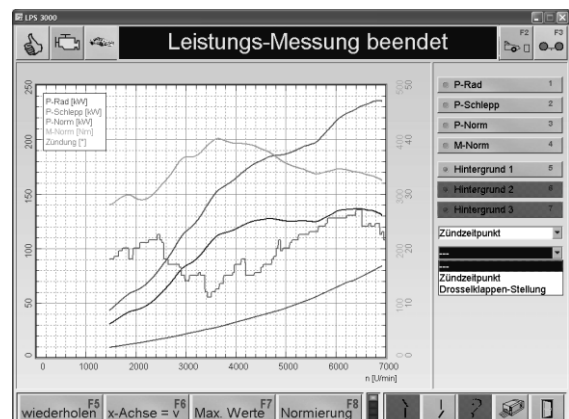 LPS 3000
Leistungs-Messung beendet
F2
F3
250
200
150
100
50
0
500
400
300
200
100
0
50
40
30
20
10
0
P-Rad [kW]
P-Schlepp [kW]
P-Norm [kW]
M-Norm [Nm]
Zündung [°]
0 1000 2000 3000 4000 5000 6000 7000
n [U/min]
P-Rad 1
P-Schlepp 2
P-Norm 3
M-Norm 4
Hintergrund 1 5
Hintergrund 2 6
Hintergrund 3 7
Zündzeitpunkt
---
---
Zündzeitpunkt
Drosselklappen-Stellung
F5
wiederholen
F6
x-Achse = v
F7
Max. Werte
F8
Normierung